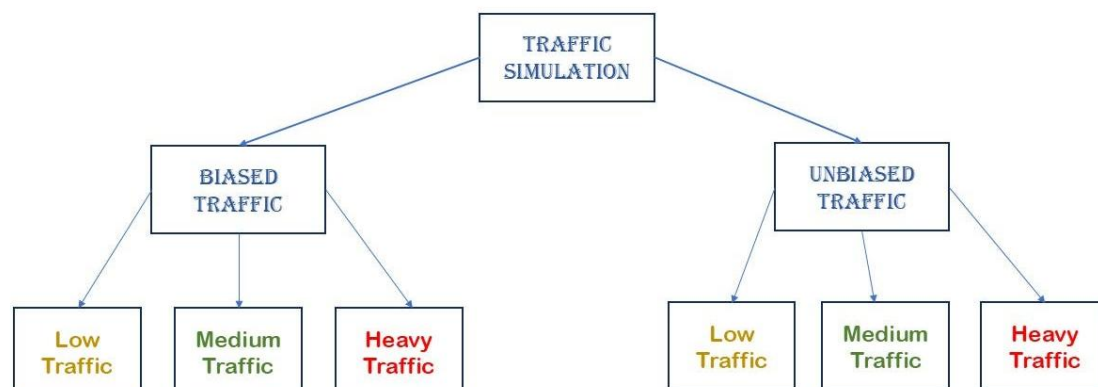 TRAFFIC
SIMULATION
BIASED
TRAFFIC
UNBIASED
TRAFFIC
Low
Traffic
Medium
Traffic
Heavy
Traffic
Low
Traffic
Medium
Traffic
Heavy
Traffic